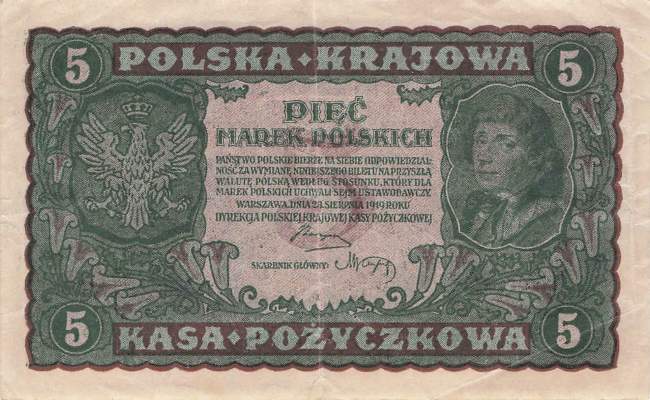 5 POLSKA • KRAJOWA 5
PIĘĆ
MAREK POLSKICH
PAŃSTWO POLSKIE BIERZE NA SIEBIE ODPOWIEDZIAL-
NOŚĆ ZA WYMIANĘ NINIEJSZEGO BILETU NA PRZYSZŁĄ
WALUTĘ POLSKĄ WEDŁUG STOSUNKU, KTÓRY DLA
MAREK POLSKICH UCHWALI SEJM USTAWODAWCZY.
WARSZAWA, DNIA 23 SIERPNIA 1919 ROKU
DYREKCJA POLSKIEJ KRAJOWEJ KASY POŻYCZKOWEJ
SKARBNIK GŁÓWNY:
5 KASA • POŻYCZKOWA 5